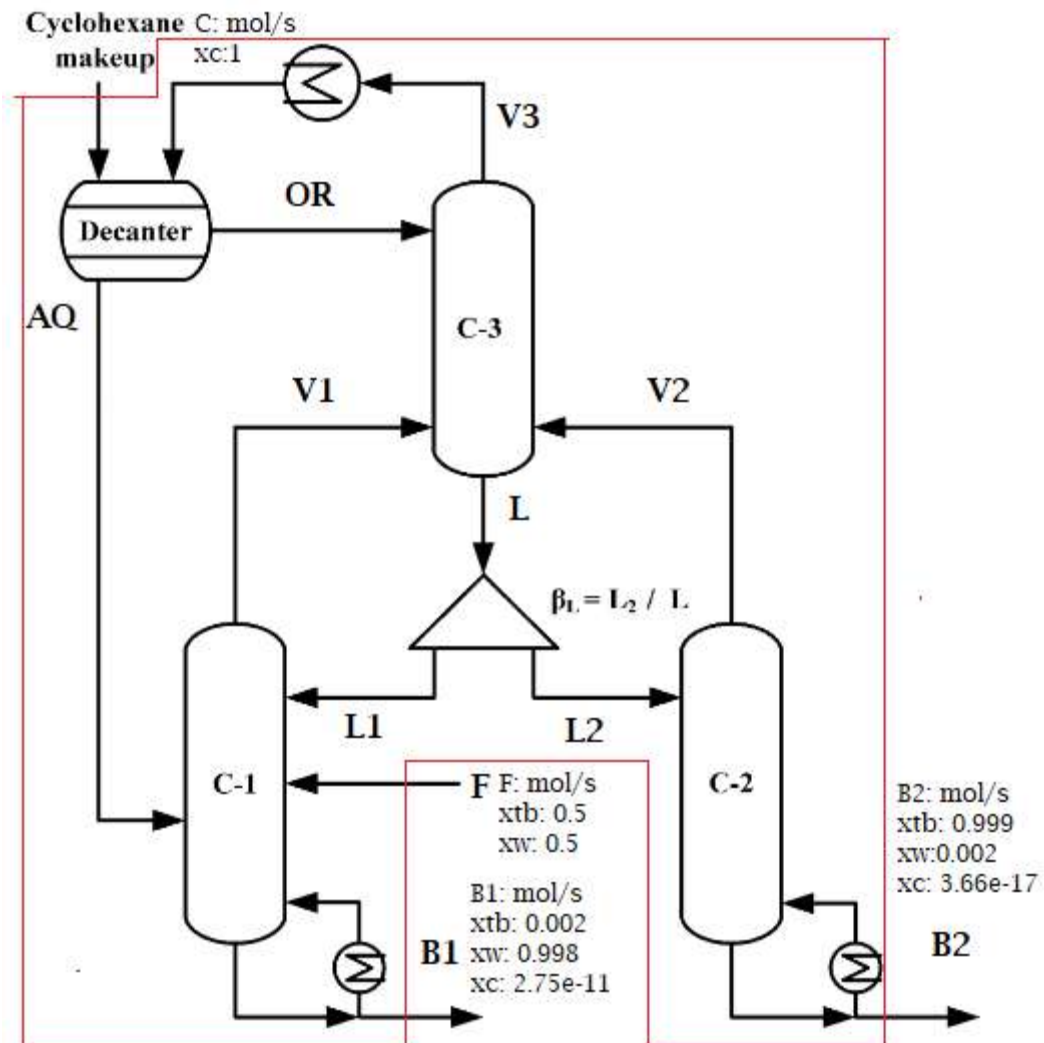 Cyclohexane
makeup
C: mol/s
xc:1
V3
OR
Decanter
AQ
C-3
V1
V2
L
βL = L2 / L
L1
L2
C-1
F
F: mol/s
xtb: 0.5
xw: 0.5
C-2
B1: mol/s
xtb: 0.002
xw: 0.998
xc: 2.75e-11
B1
B2: mol/s
xtb: 0.999
xw:0.002
xc: 3.66e-17
B2